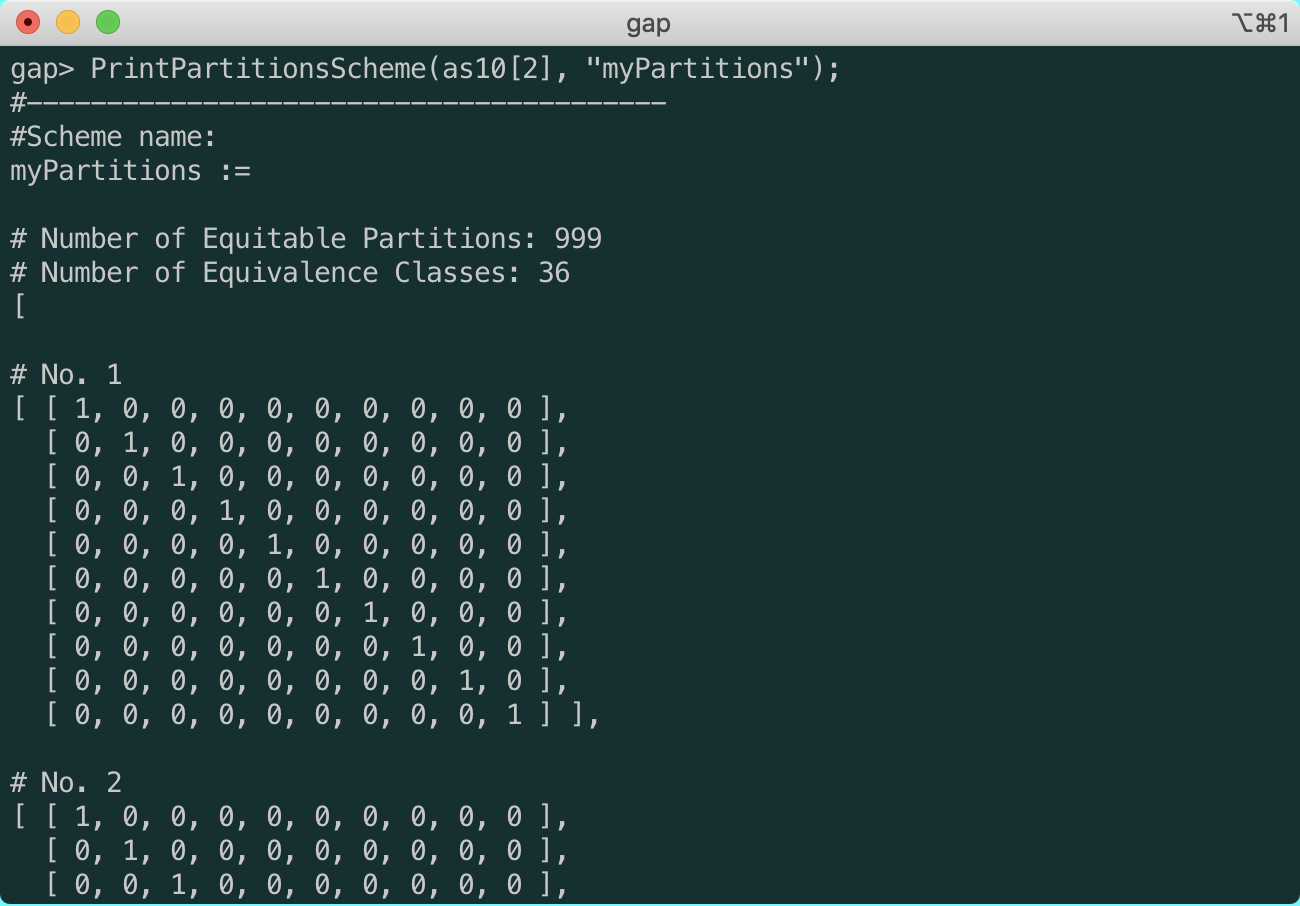 gap
⌥⌘1
gap> PrintPartitionsScheme(as10[2], "myPartitions");
#----------------------------------------
#Scheme name:
myPartitions :=
# Number of Equitable Partitions: 999
# Number of Equivalence Classes: 36
[
# No. 1
[ [ 1, 0, 0, 0, 0, 0, 0, 0, 0, 0 ],
[ 0, 1, 0, 0, 0, 0, 0, 0, 0, 0 ],
[ 0, 0, 1, 0, 0, 0, 0, 0, 0, 0 ],
[ 0, 0, 0, 1, 0, 0, 0, 0, 0, 0 ],
[ 0, 0, 0, 0, 1, 0, 0, 0, 0, 0 ],
[ 0, 0, 0, 0, 0, 1, 0, 0, 0, 0 ],
[ 0, 0, 0, 0, 0, 0, 1, 0, 0, 0 ],
[ 0, 0, 0, 0, 0, 0, 0, 1, 0, 0 ],
[ 0, 0, 0, 0, 0, 0, 0, 0, 1, 0 ],
[ 0, 0, 0, 0, 0, 0, 0, 0, 0, 1 ] ],
# No. 2
[ [ 1, 0, 0, 0, 0, 0, 0, 0, 0, 0 ],
[ 0, 1, 0, 0, 0, 0, 0, 0, 0, 0 ],
[ 0, 0, 1, 0, 0, 0, 0, 0, 0, 0 ],